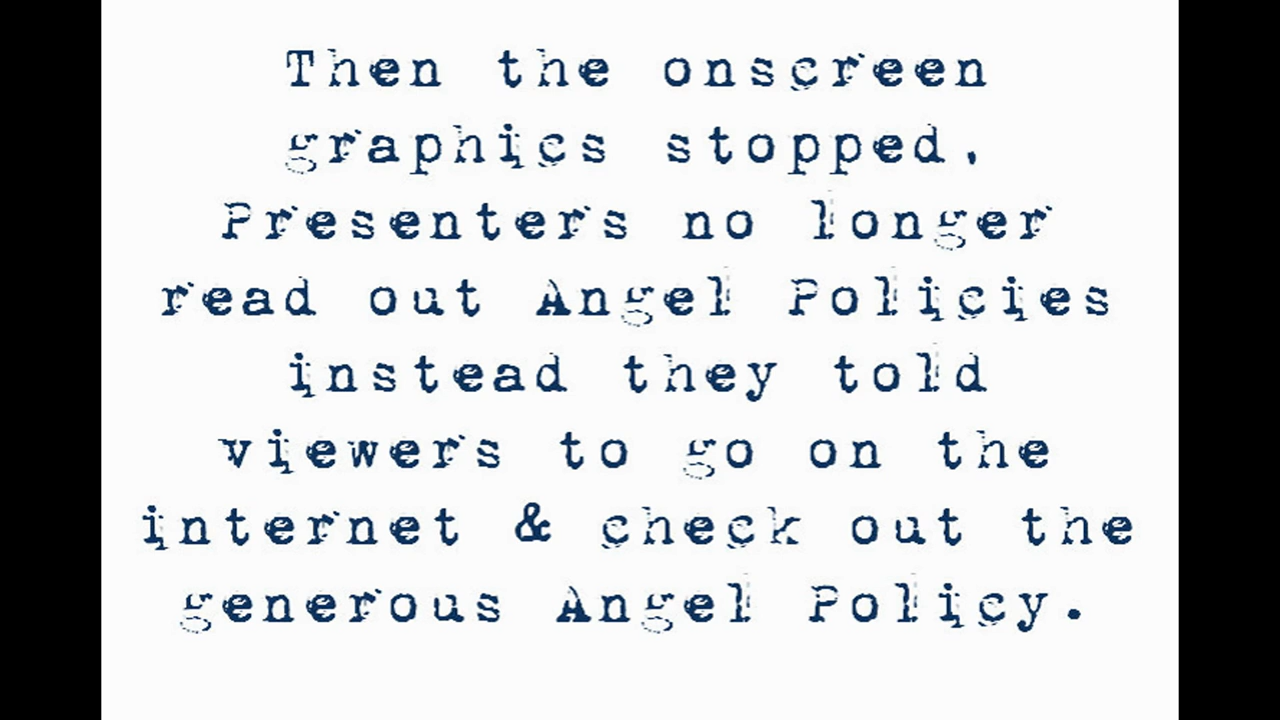 Then the onscreen
graphics stopped.
Presenters no longer
read out Angel Policies
instead they told
viewers to go on the
internet & check out the
generous Angel Policy.